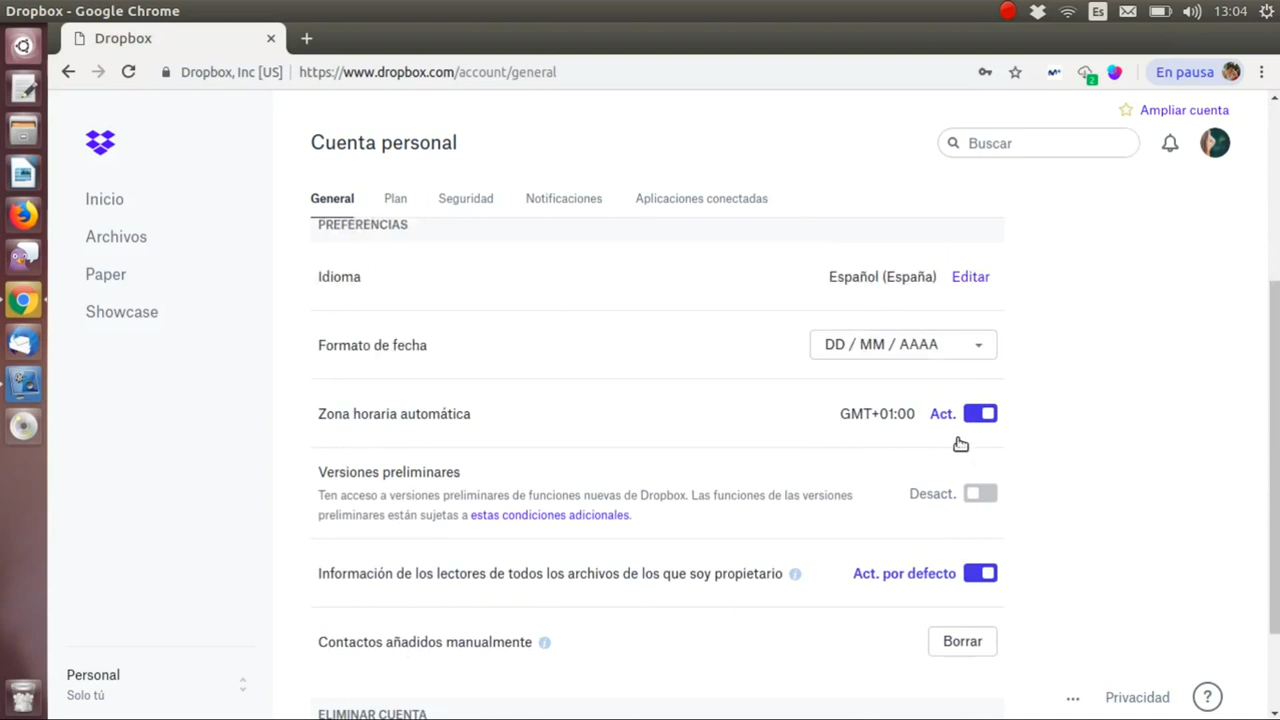 Dropbox - Google Chrome
Es
13:04
Dropbox
Dropbox, Inc [US]
https://www.dropbox.com/account/general
2
En pausa
Ampliar cuenta
Cuenta personal
Buscar
Inicio
Archivos
Paper
Showcase
General
Plan
Seguridad
Notificaciones
Aplicaciones conectadas
PREFERENCIAS
Idioma
Español (España)
Editar
Formato de fecha
DD / MM / AAAA
Zona horaria automática
GMT+01:00
Act.
Versiones preliminares
Ten acceso a versiones preliminares de funciones nuevas de Dropbox. Las funciones de las versiones
preliminares están sujetas a estas condiciones adicionales.
Desact.
Información de los lectores de todos los archivos de los que soy propietario
Act. por defecto
Contactos añadidos manualmente
Borrar
ELIMINAR CUENTA
Personal
Solo tú
...
Privacidad
?